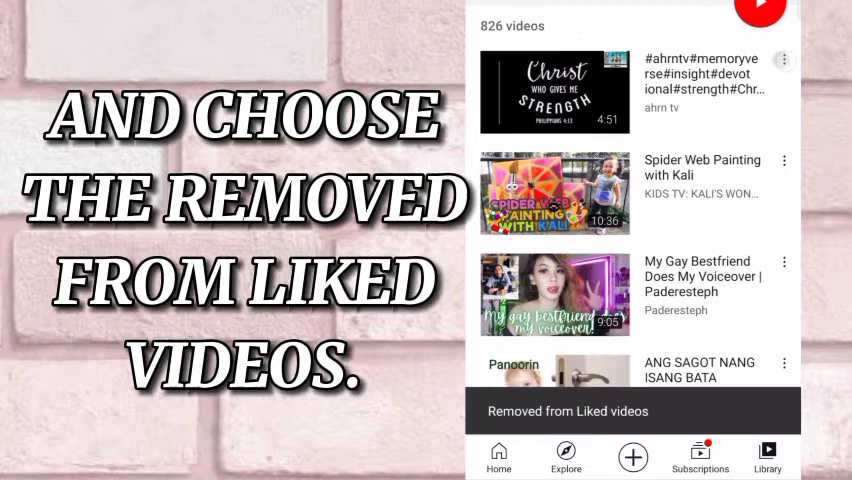 AND CHOOSE
THE REMOVED
FROM LIKED
VIDEOS.
826 videos
Christ
WHO GIVES ME
STRENGTH
PHILIPPIANS 4:13
4:51
#ahrntv#memoryve
rse#insight#devot
ional#strength#Chr...
ahrn tv
SPIDER WEB
PAINTING
WITH KALI
10:36
Spider Web Painting
with Kali
KIDS TV: KALI'S WON...
My gay bestfriend does
my voiceover!
9:05
My Gay Bestfriend
Does My Voiceover |
Paderesteph
Paderesteph
Panoorin
ANG SAGOT NANG
ISANG BATA
Removed from Liked videos
Home
Explore
Subscriptions
Library